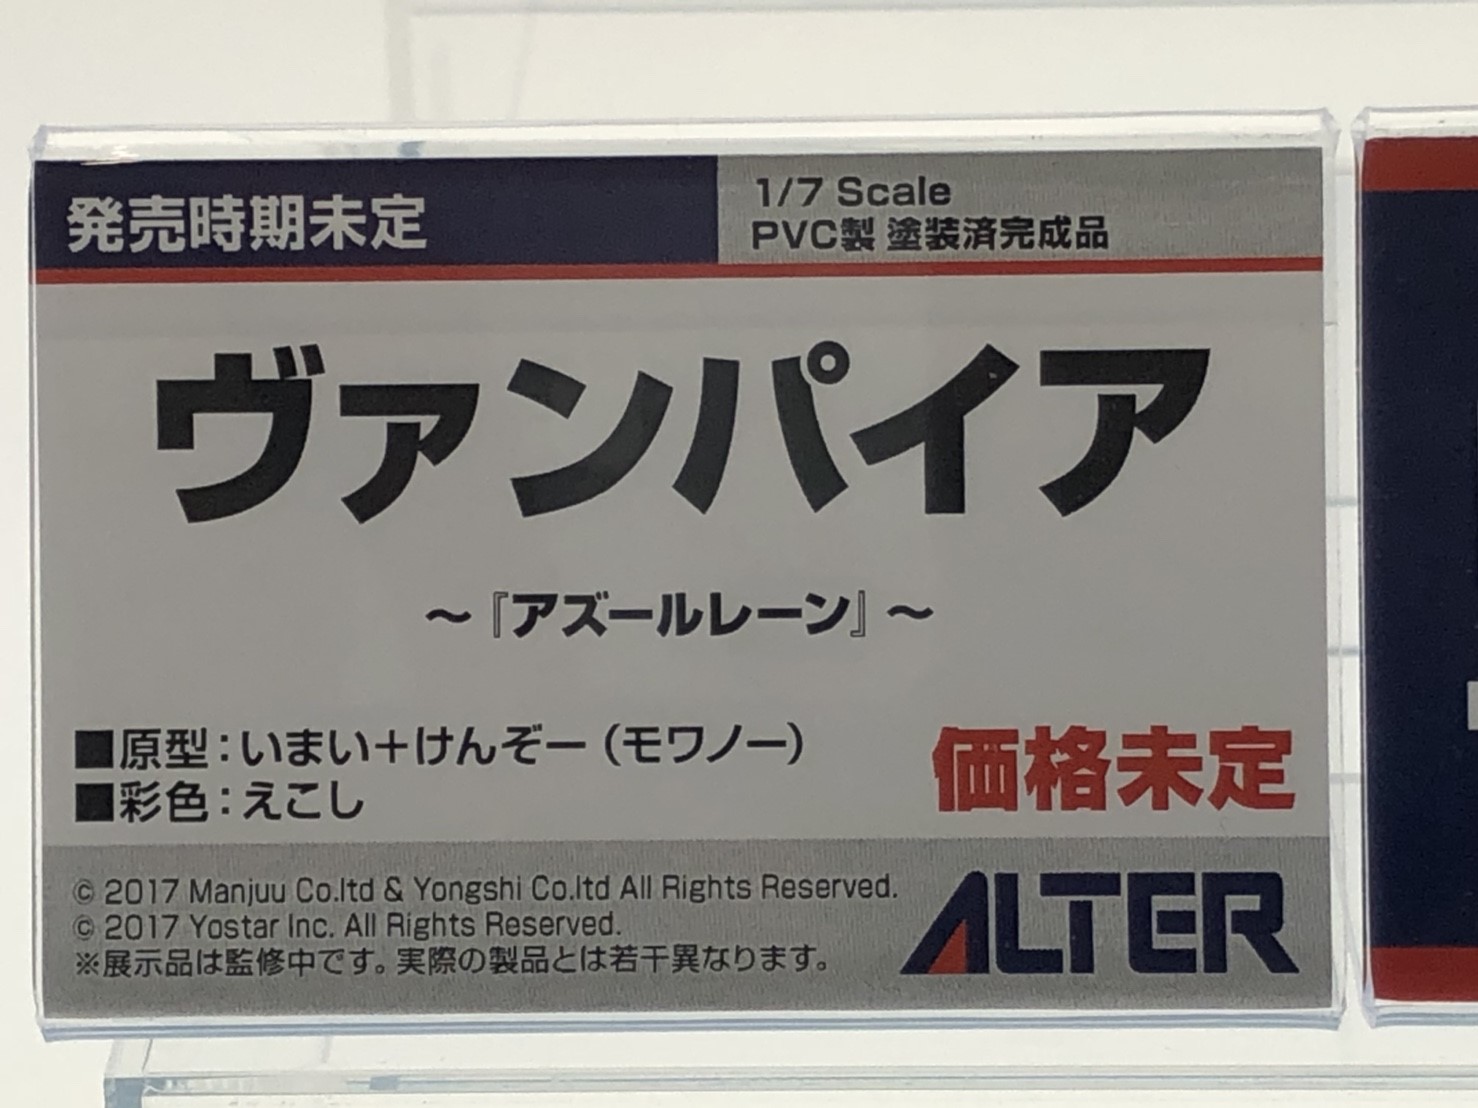 発売時期未定
1/7 Scale
PVC製 塗装済完成品
ヴァンパイア
～『アズールレーン』～
■原型：いまい＋けんぞー（モワノー）
■彩色：えこし
価格未定
© 2017 Manjuu Co.ltd & Yongshi Co.ltd All Rights Reserved.
© 2017 Yostar Inc. All Rights Reserved.
※展示品は監修中です。実際の製品とは若干異なります。
ALTER